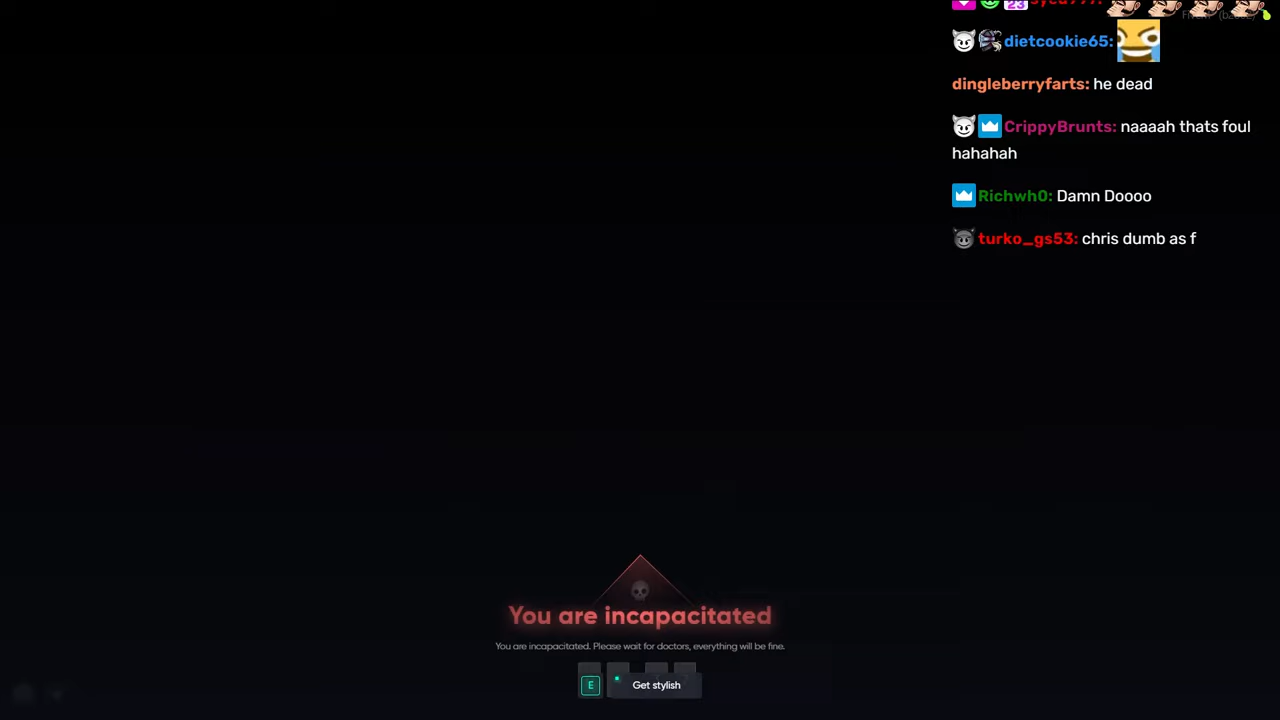 23
dietcookie65:
dingleberryfarts: he dead
CrippyBrunts: naaaah thats foul
hahahah
Richwh0: Damn Doooo
turko_gs53: chris dumb as f
You are incapacitated
You are incapacitated. Please wait for doctors, everything will be fine.
E
Get stylish